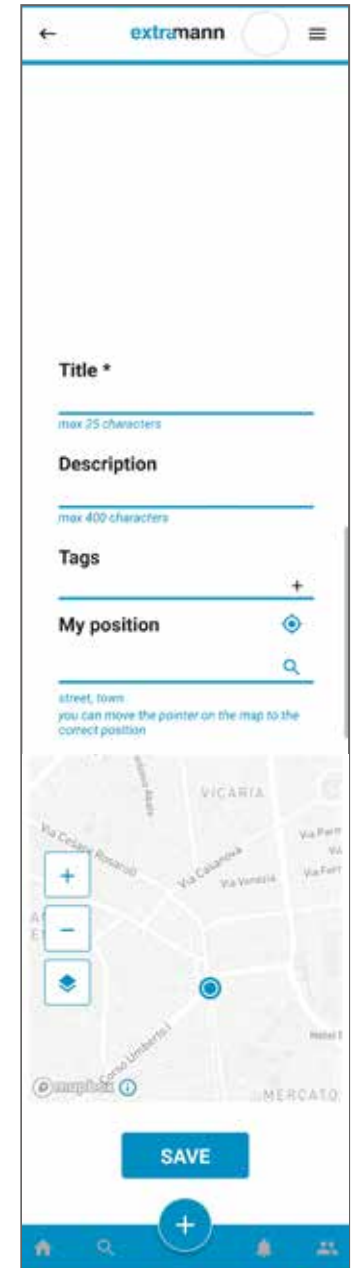 extramann
Title *
max 25 characters
Description
max 400 characters
Tags
+
My position
street, town
you can move the pointer on the map to the
correct position
VICARIA
Via Cesare Rosaroll
Via Casanova
Via Venezia
+
−
Corso Umberto I
mapbox
MERCATO
SAVE
+